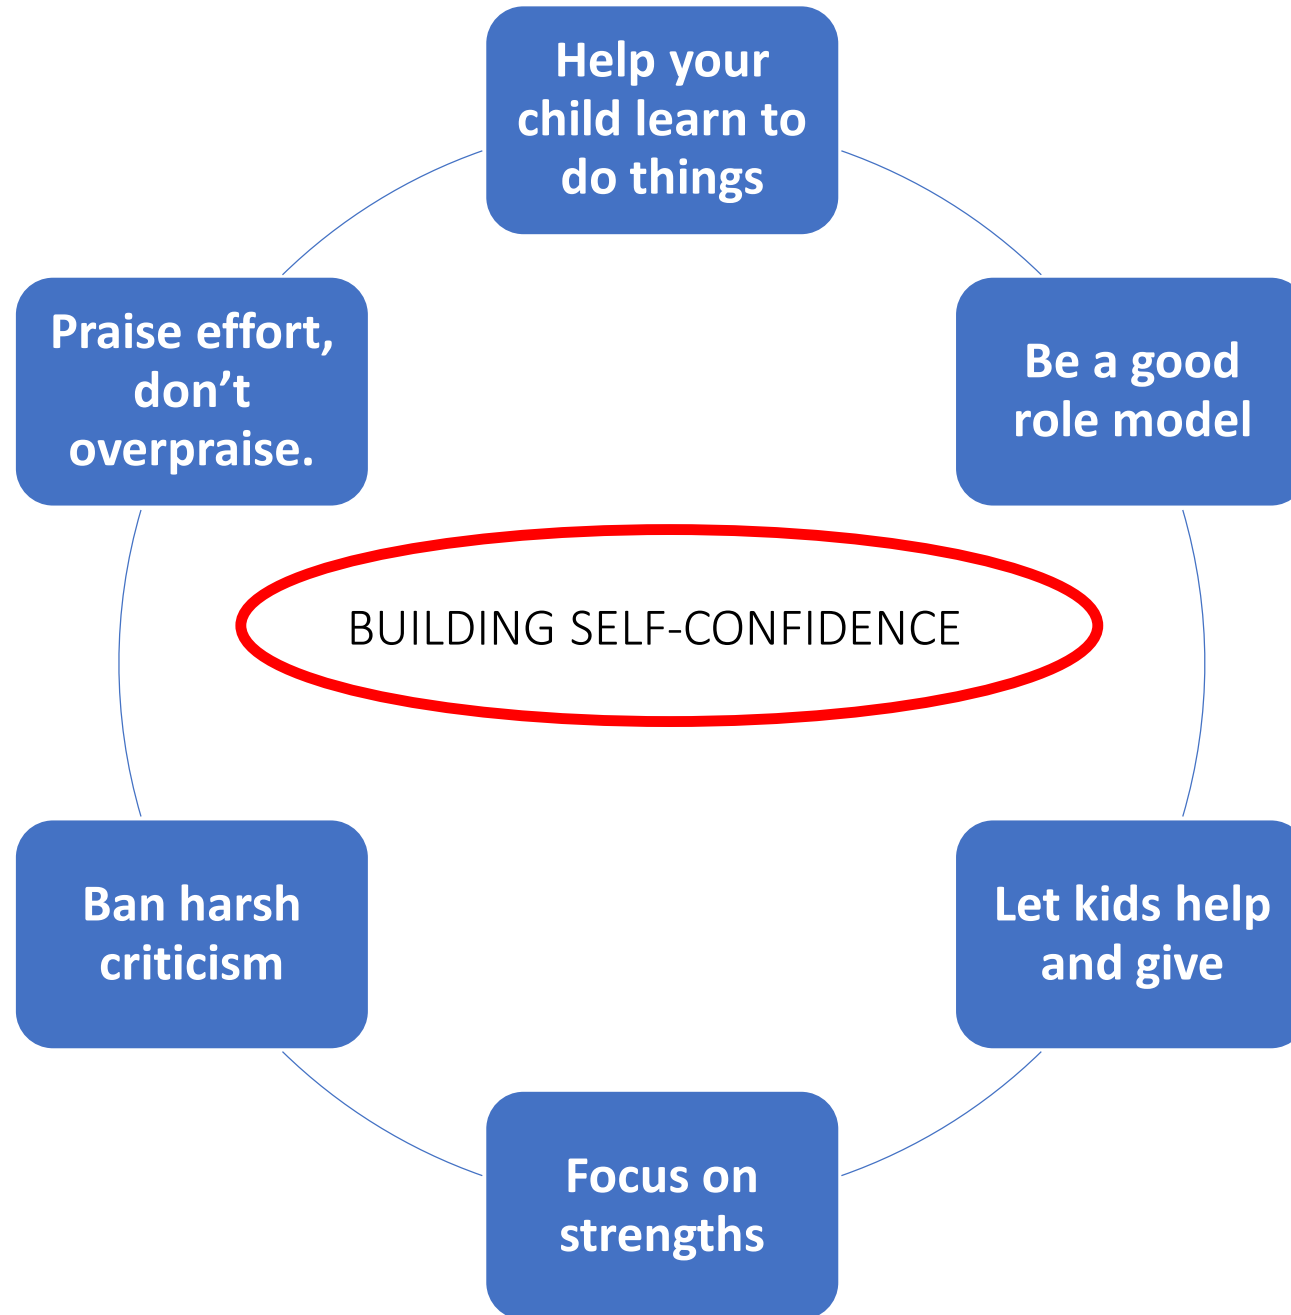 Help your
child learn to
do things
Praise effort,
don’t
overpraise.
Be a good
role model
BUILDING SELF-CONFIDENCE
Ban harsh
criticism
Let kids help
and give
Focus on
strengths